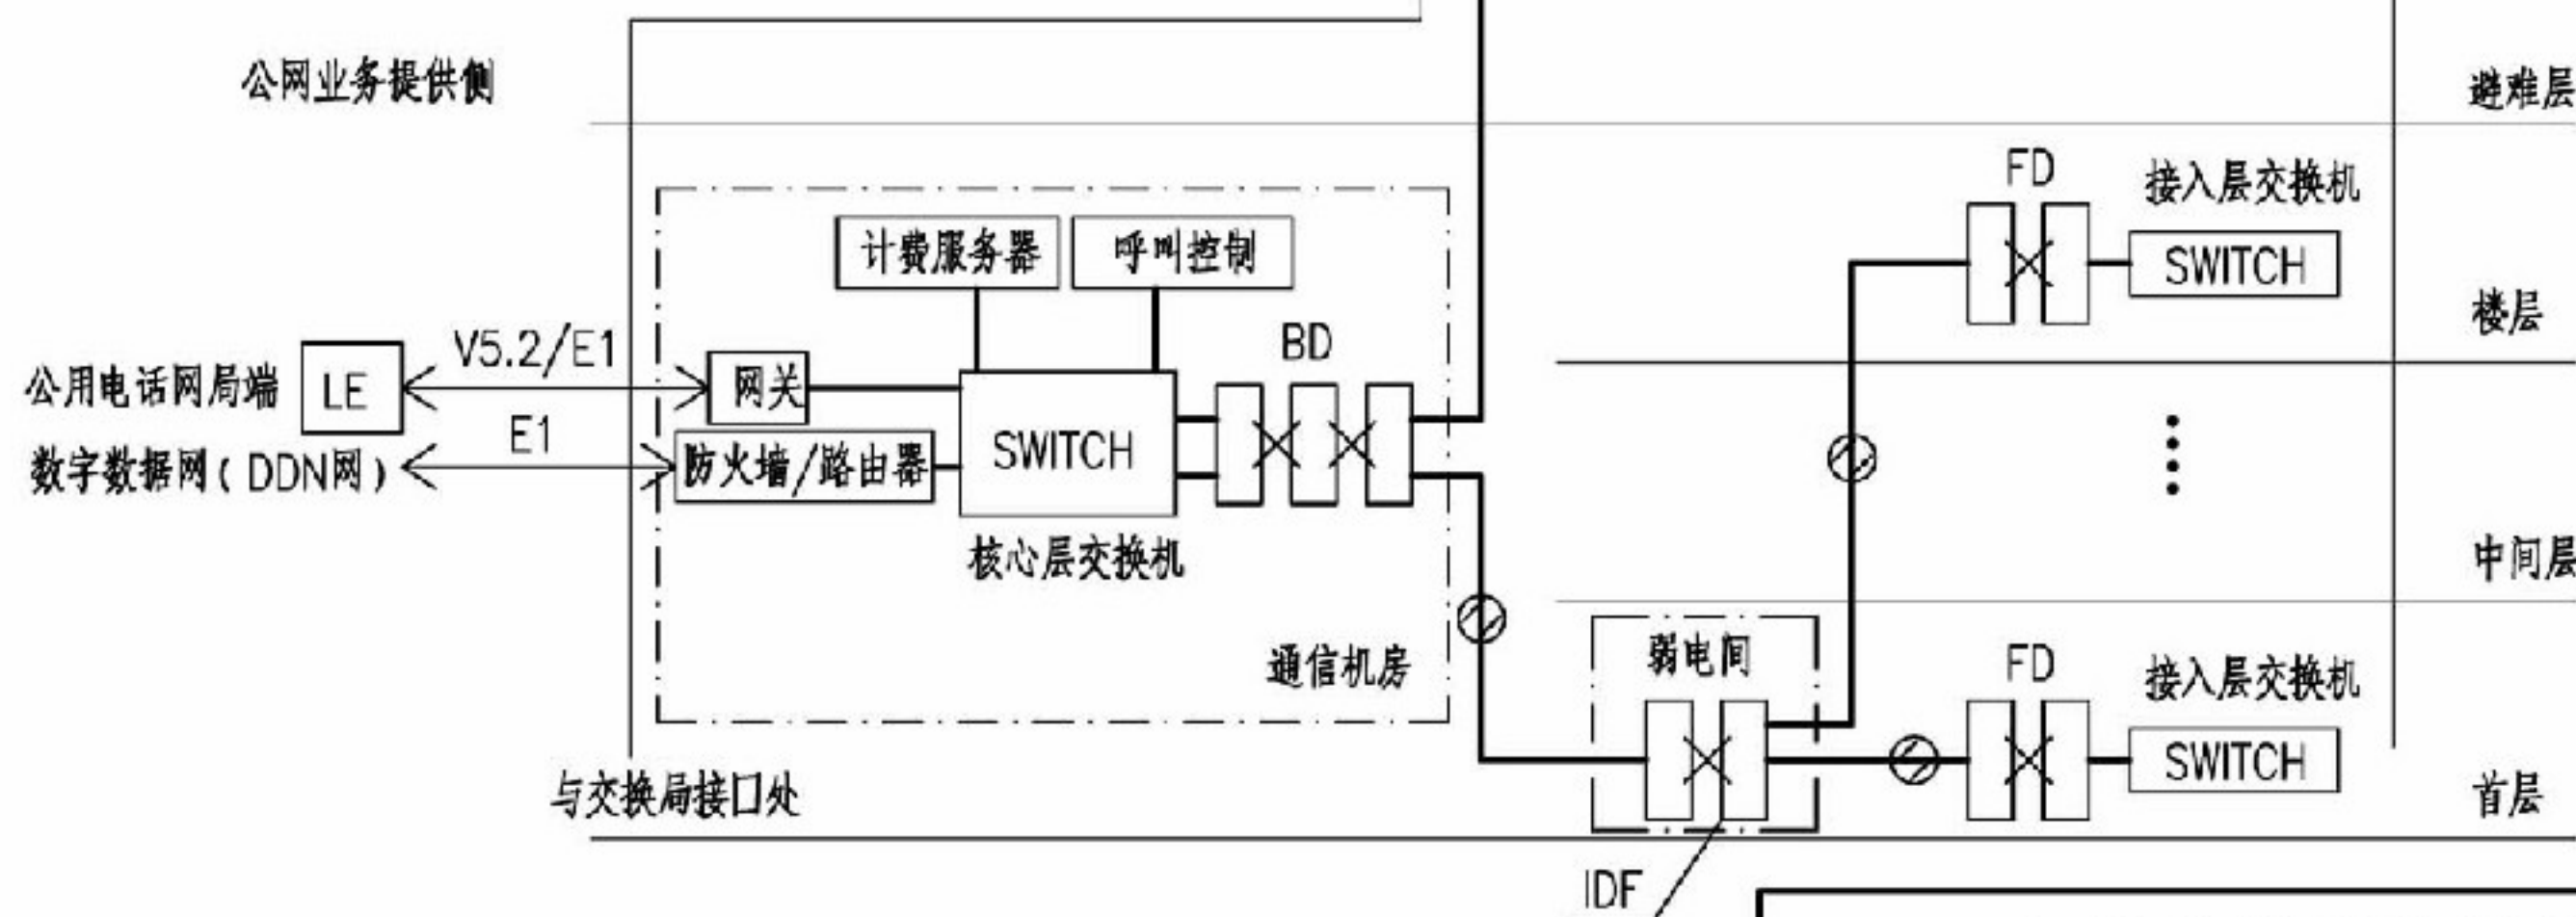 公网业务提供侧
避难层
FD
接入层交换机
计费服务器
呼叫控制
SWITCH
楼层
V5.2/E1
BD
公用电话网局端
LE
网关
E1
数字数据网(DDN网)
防火墙/路由器
SWITCH
核心层交换机
中间层
通信机房
弱电间
FD
接入层交换机
SWITCH
与交换局接口处
首层
IDF